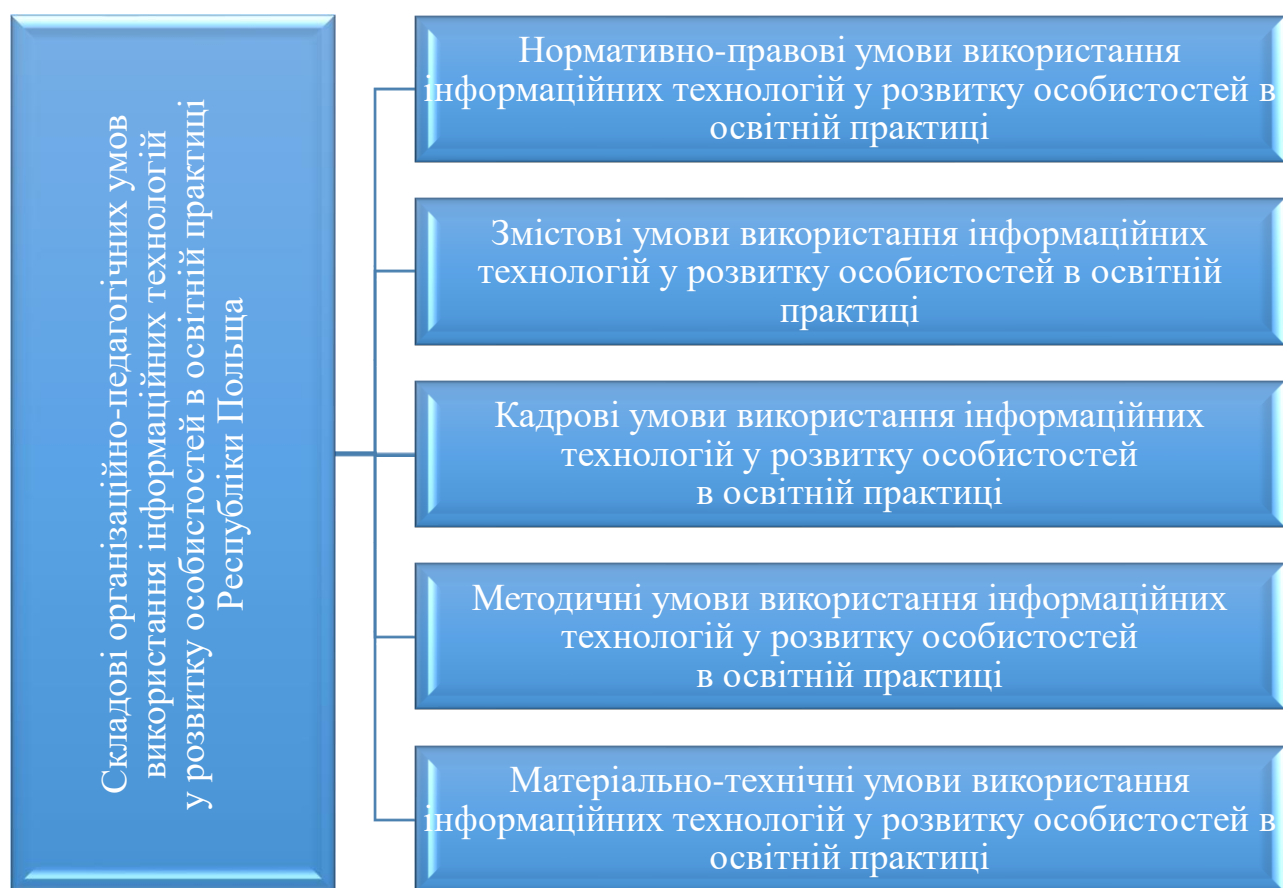 Складові організаційно-педагогічних умов
використання інформаційних технологій
у розвитку особистостей в освітній практиці
Республіки Польща
Нормативно-правові умови використання
інформаційних технологій у розвитку особистостей в
освітній практиці
Змістові умови використання інформаційних
технологій у розвитку особистостей в освітній
практиці
Кадрові умови використання інформаційних
технологій у розвитку особистостей
в освітній практиці
Методичні умови використання інформаційних
технологій у розвитку особистостей
в освітній практиці
Матеріально-технічні умови використання
інформаційних технологій у розвитку особистостей в
освітній практиці